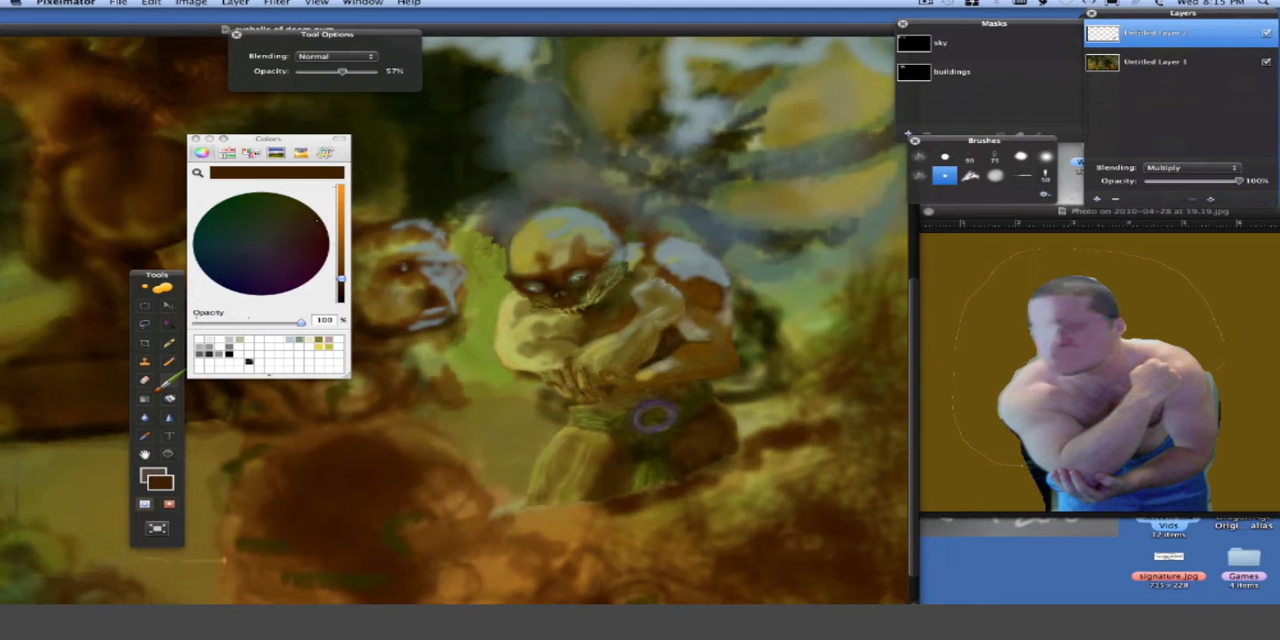 Pixelmator File Edit Image Layer Filter View Window Help
Wed 8:15 PM
Tool Options
Blending: Normal
Opacity: 57%
Masks
sky
buildings
Layers
Untitled Layer 2
Untitled Layer 1
Blending: Multiply
Opacity: 100%
Brushes
Colors
Opacity
100 %
Tools
Photo on 2010-04-28 at 19.19.jpg
Vids
12 items
Origi alias
signature.jpg
Games
4 items